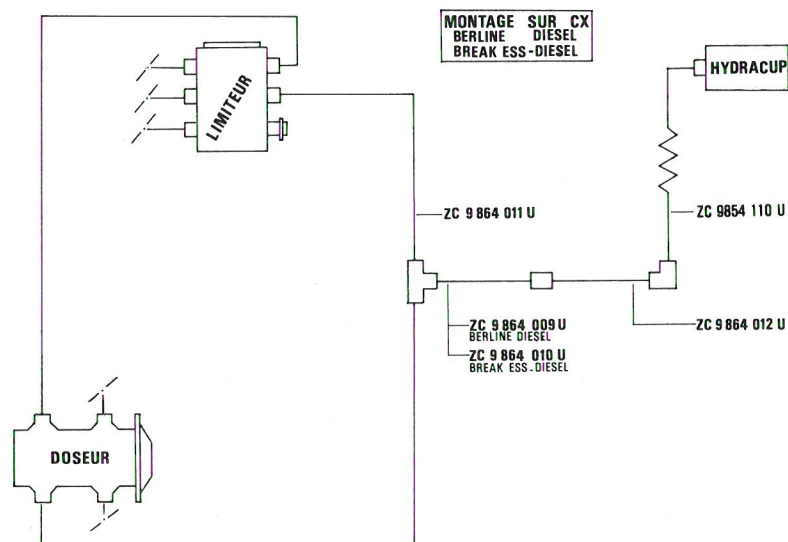 MONTAGE SUR CX
BERLINE DIESEL
BREAK ESS-DIESEL
HYDRACUP
LIMITEUR
ZC 9 864 011 U
ZC 9854 110 U
ZC 9 864 009 U
BERLINE DIESEL
ZC 9 864 010 U
BREAK ESS-DIESEL
ZC 9 864 012 U
DOSEUR